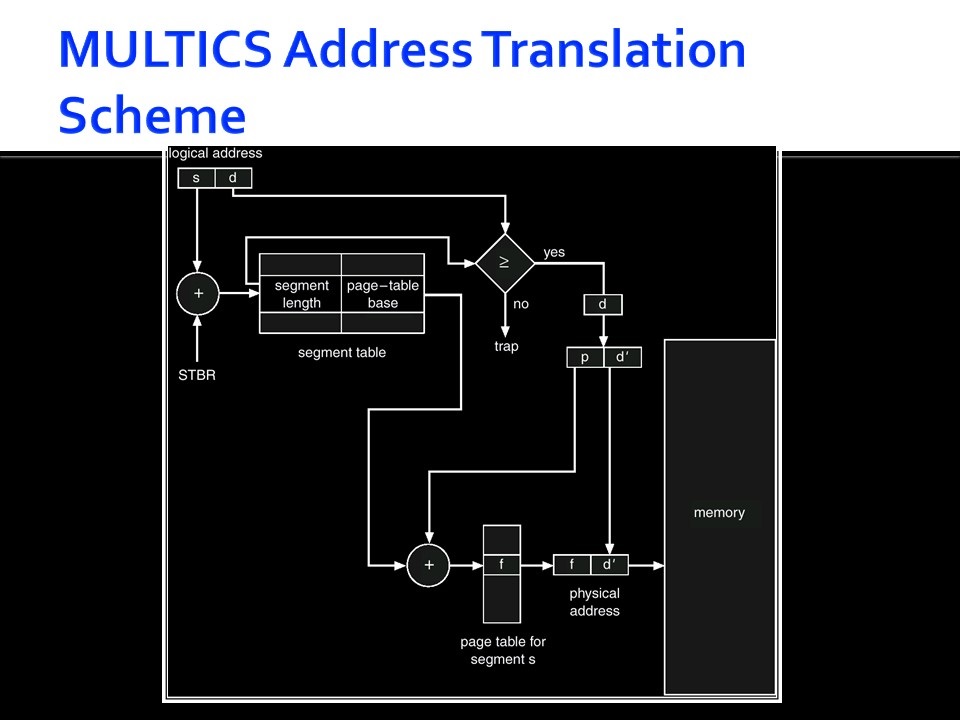 MULTICS Address Translation
Scheme
logical address
s d
yes
≥
segment length
page–table base
+
no
d
trap
segment table
p d′
STBR
memory
+
f
f d′
physical
address
page table for
segment s